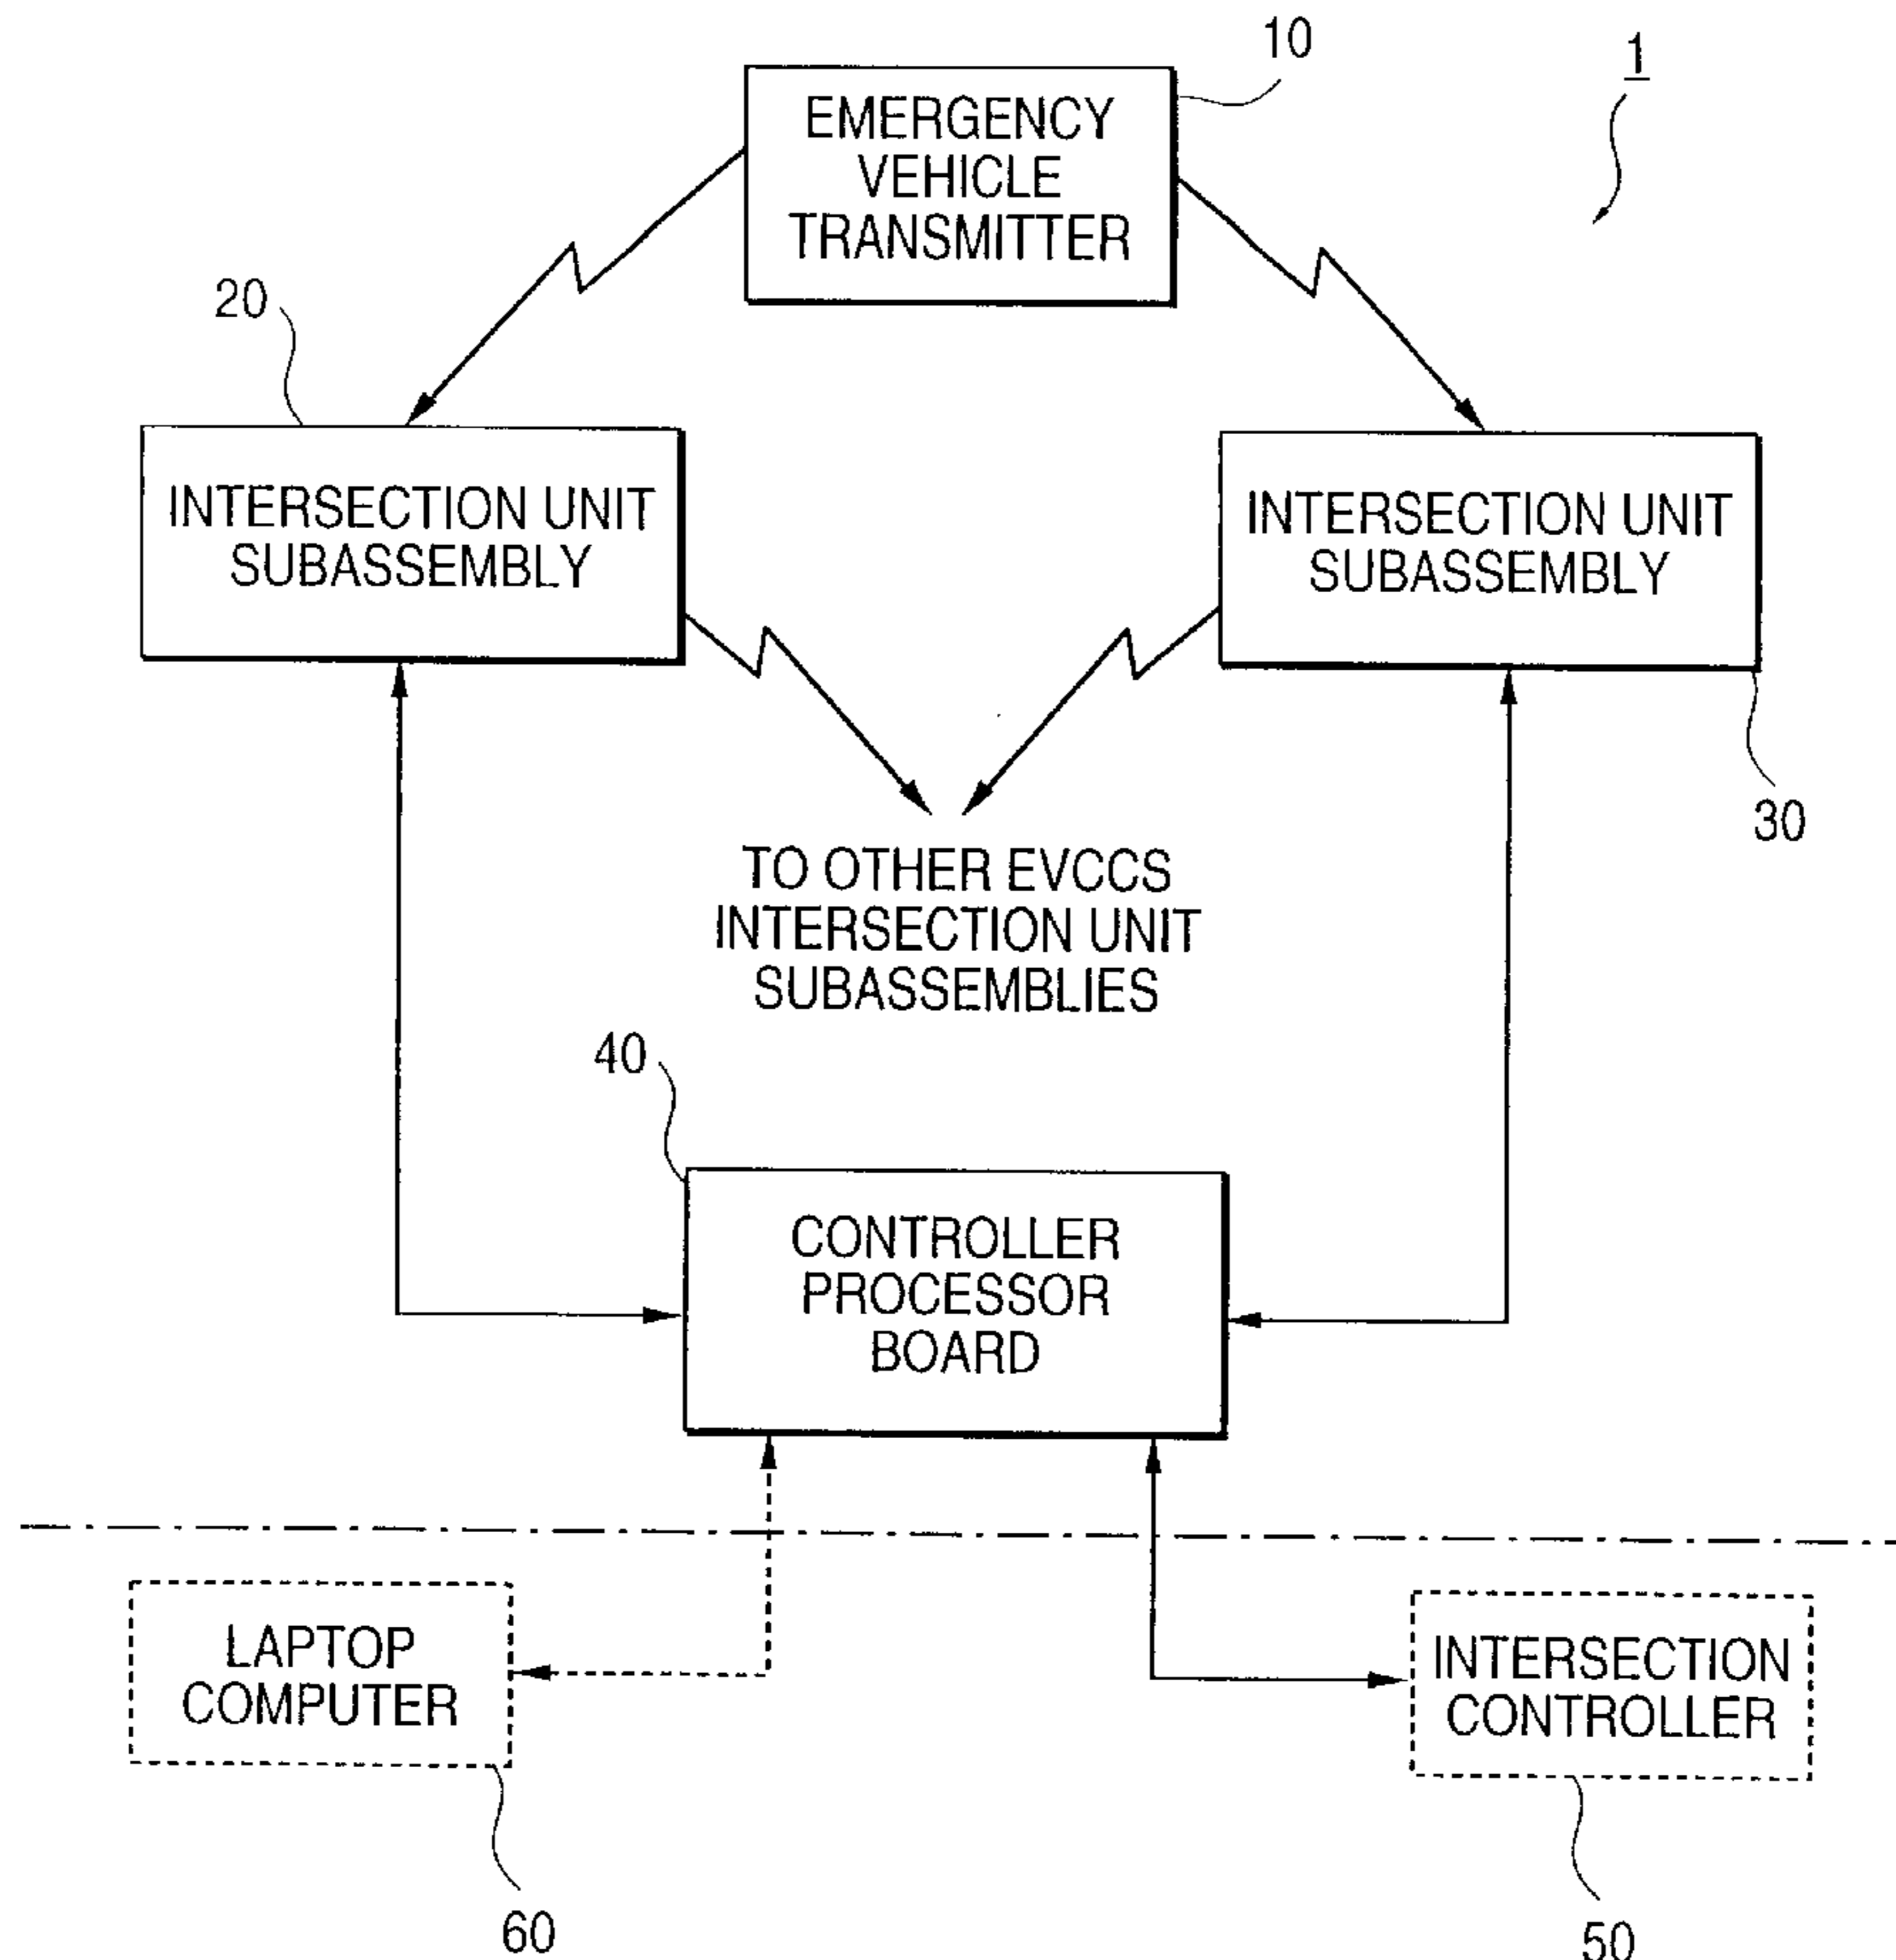 10
1
EMERGENCY
VEHICLE
TRANSMITTER
20
INTERSECTION UNIT
SUBASSEMBLY
INTERSECTION UNIT
SUBASSEMBLY
30
TO OTHER EVCCS
INTERSECTION UNIT
SUBASSEMBLIES
40
CONTROLLER
PROCESSOR
BOARD
LAPTOP
COMPUTER
INTERSECTION
CONTROLLER
60
50